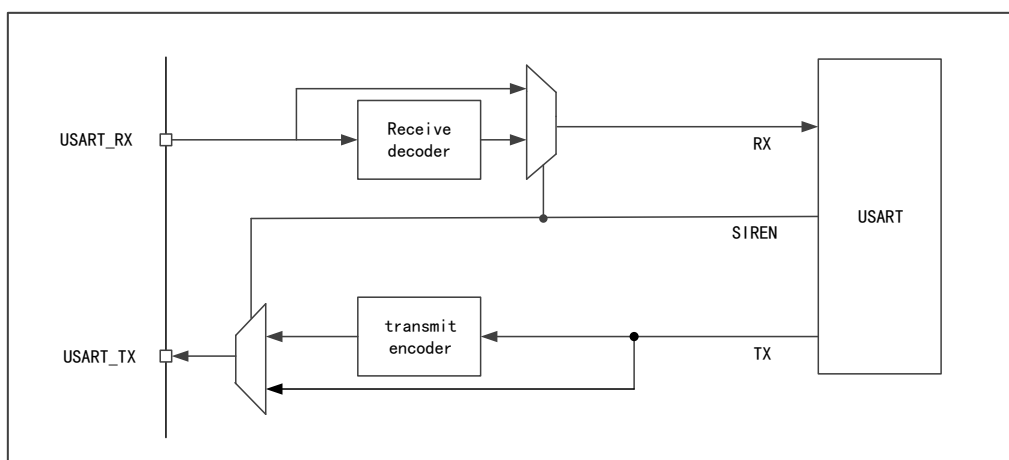 USART_RX
Receive
decoder
RX
USART
SIREN
transmit
encoder
USART_TX
TX